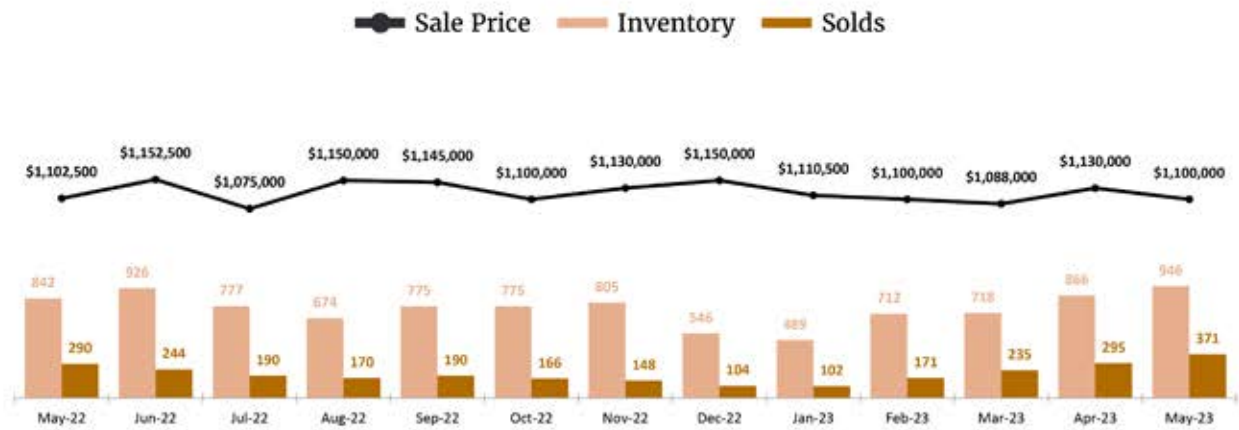 Sale Price Inventory Solds
$1,102,500 $1,152,500 $1,075,000 $1,150,000 $1,145,000 $1,100,000 $1,130,000 $1,150,000 $1,110,500 $1,100,000 $1,088,000 $1,130,000 $1,100,000
842 926 777 674 775 775 805 546 489 712 718 866 946
290 244 190 170 190 166 148 104 102 171 235 295 371
May-22 Jun-22 Jul-22 Aug-22 Sep-22 Oct-22 Nov-22 Dec-22 Jan-23 Feb-23 Mar-23 Apr-23 May-23